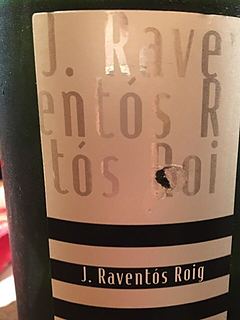 J. Rave
entós R
tós Roi
J. Raventós Roig